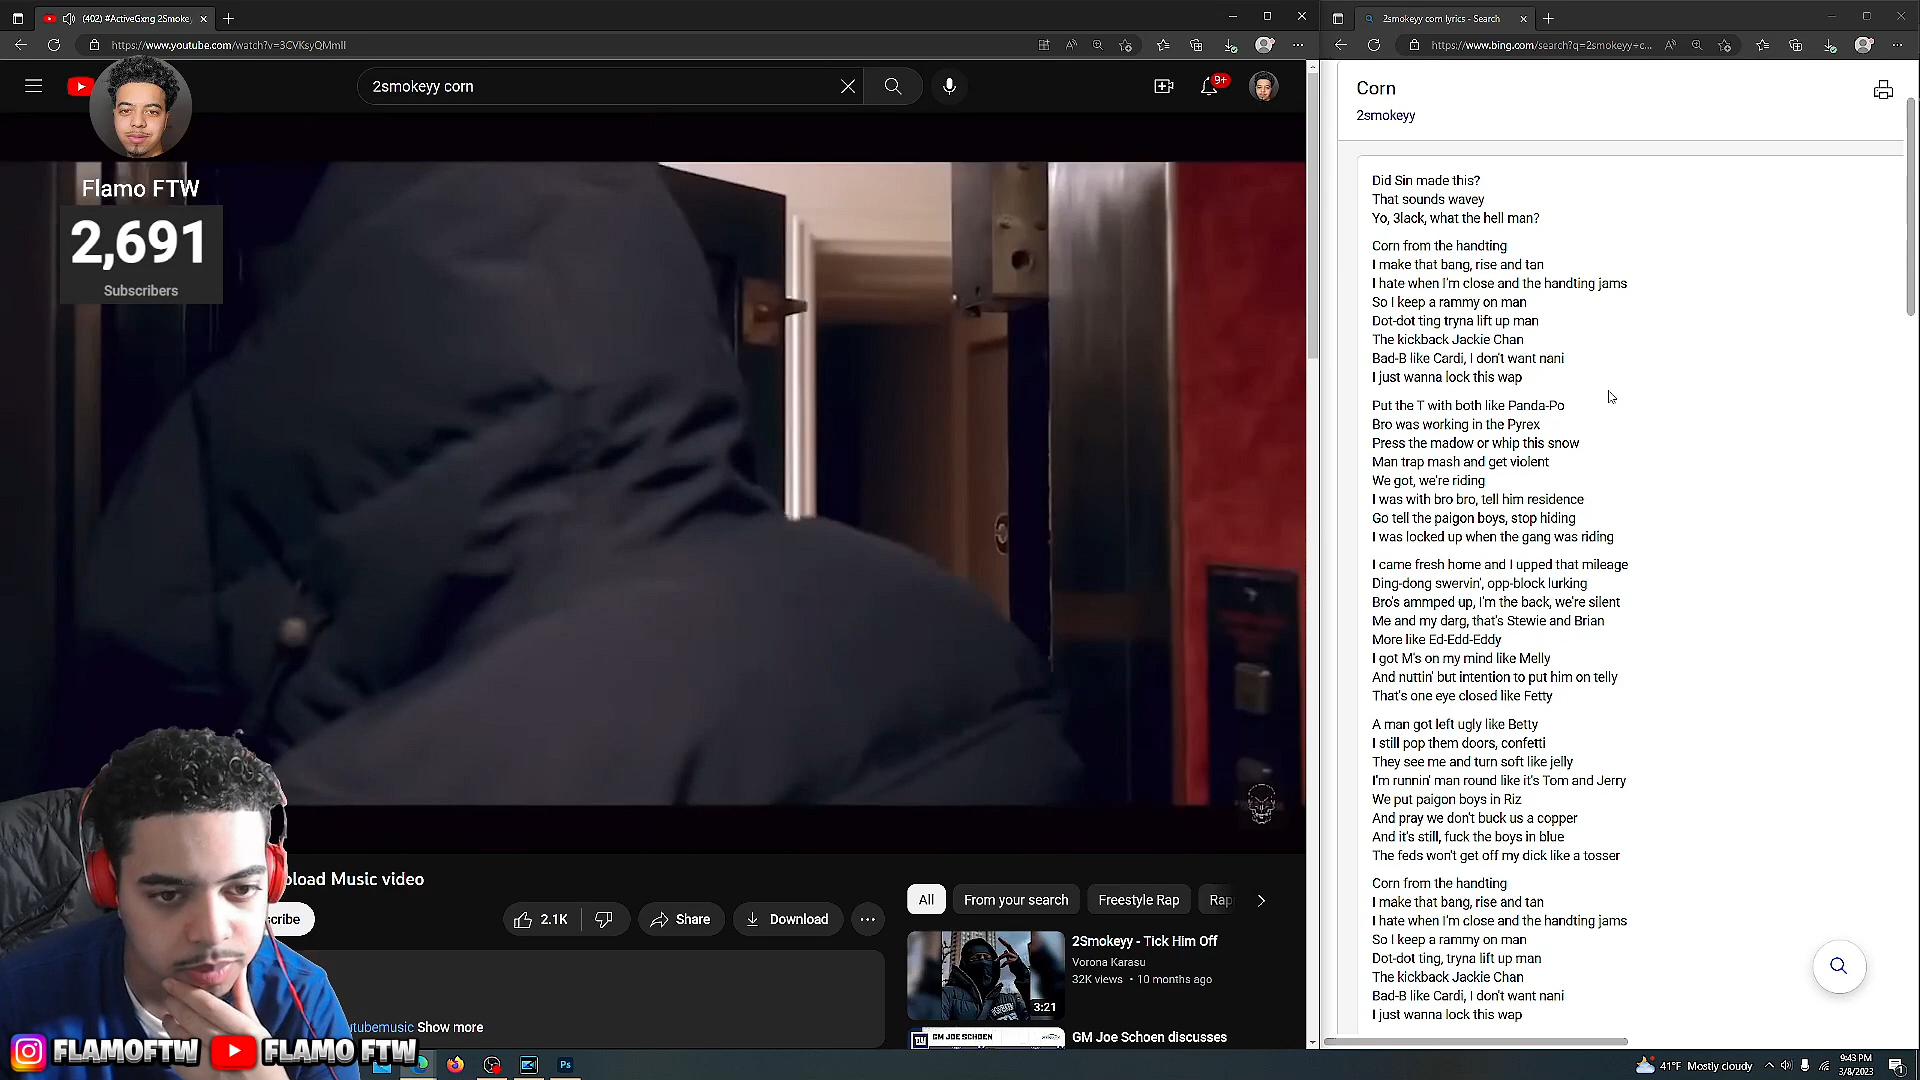 (402) #ActiveGxng 2Smoke
https://www.youtube.com/watch?v=3CVKsyQMmII
2smokeyy corn
9+
Flamo FTW
2,691
Subscribers
pload Music video
cribe
2.1K
Share
Download
utubemusic Show more
All
From your search
Freestyle Rap
Rap
2Smokeyy - Tick Him Off
Vorona Karasu
32K views • 10 months ago
3:21
GM JOE SCHOEN
GM Joe Schoen discusses
FLAMOFTW
FLAMO FTW
Ps
2smokeyy corn lyrics - Search
https://www.bing.com/search?q=2smokeyy+c...
Corn
2smokeyy
Did Sin made this?
That sounds wavey
Yo, 3lack, what the hell man?
Corn from the handting
I make that bang, rise and tan
I hate when I'm close and the handting jams
So I keep a rammy on man
Dot-dot ting tryna lift up man
The kickback Jackie Chan
Bad-B like Cardi, I don't want nani
I just wanna lock this wap
Put the T with both like Panda-Po
Bro was working in the Pyrex
Press the madow or whip this snow
Man trap mash and get violent
We got, we're riding
I was with bro bro, tell him residence
Go tell the paigon boys, stop hiding
I was locked up when the gang was riding
I came fresh home and I upped that mileage
Ding-dong swervin', opp-block lurking
Bro's ammped up, I'm the back, we're silent
Me and my darg, that's Stewie and Brian
More like Ed-Edd-Eddy
I got M's on my mind like Melly
And nuttin' but intention to put him on telly
That's one eye closed like Fetty
A man got left ugly like Betty
I still pop them doors, confetti
They see me and turn soft like jelly
I'm runnin' man round like it's Tom and Jerry
We put paigon boys in Riz
And pray we don't buck us a copper
And it's still, fuck the boys in blue
The feds won't get off my dick like a tosser
Corn from the handting
I make that bang, rise and tan
I hate when I'm close and the handting jams
So I keep a rammy on man
Dot-dot ting, tryna lift up man
The kickback Jackie Chan
Bad-B like Cardi, I don't want nani
I just wanna lock this wap
41°F Mostly cloudy
9:43 PM
3/8/2023